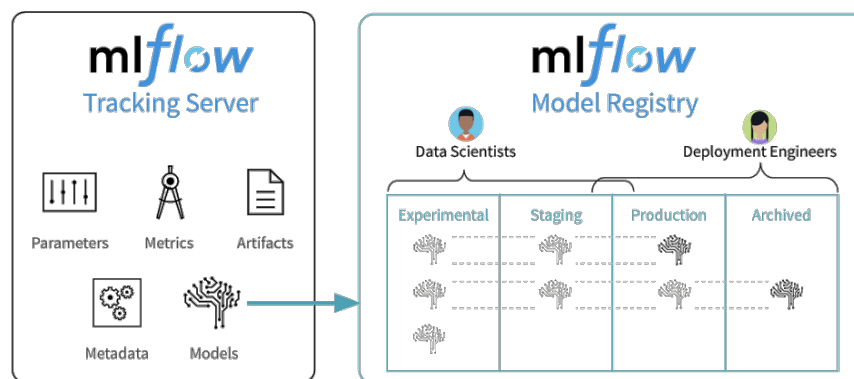 mlflow
Tracking Server
Parameters
Metrics
Artifacts
Metadata
Models
mlflow
Model Registry
Data Scientists
Deployment Engineers
Experimental
Staging
Production
Archived